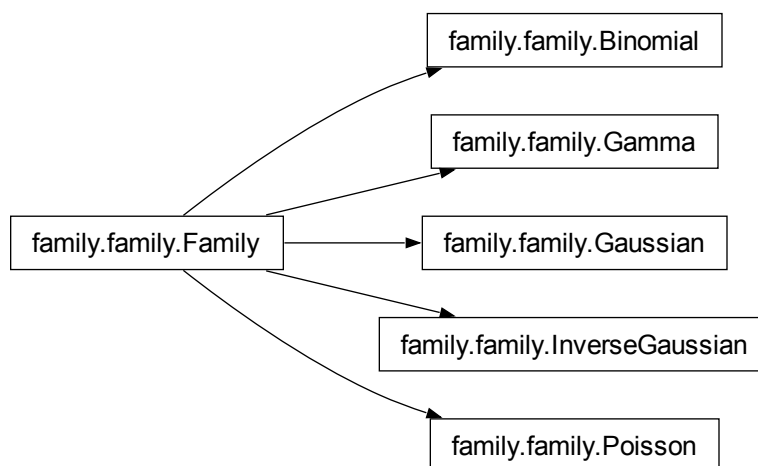 family.family.Binomial
family.family.Gamma
family.family.Family
family.family.Gaussian
family.family.InverseGaussian
family.family.Poisson